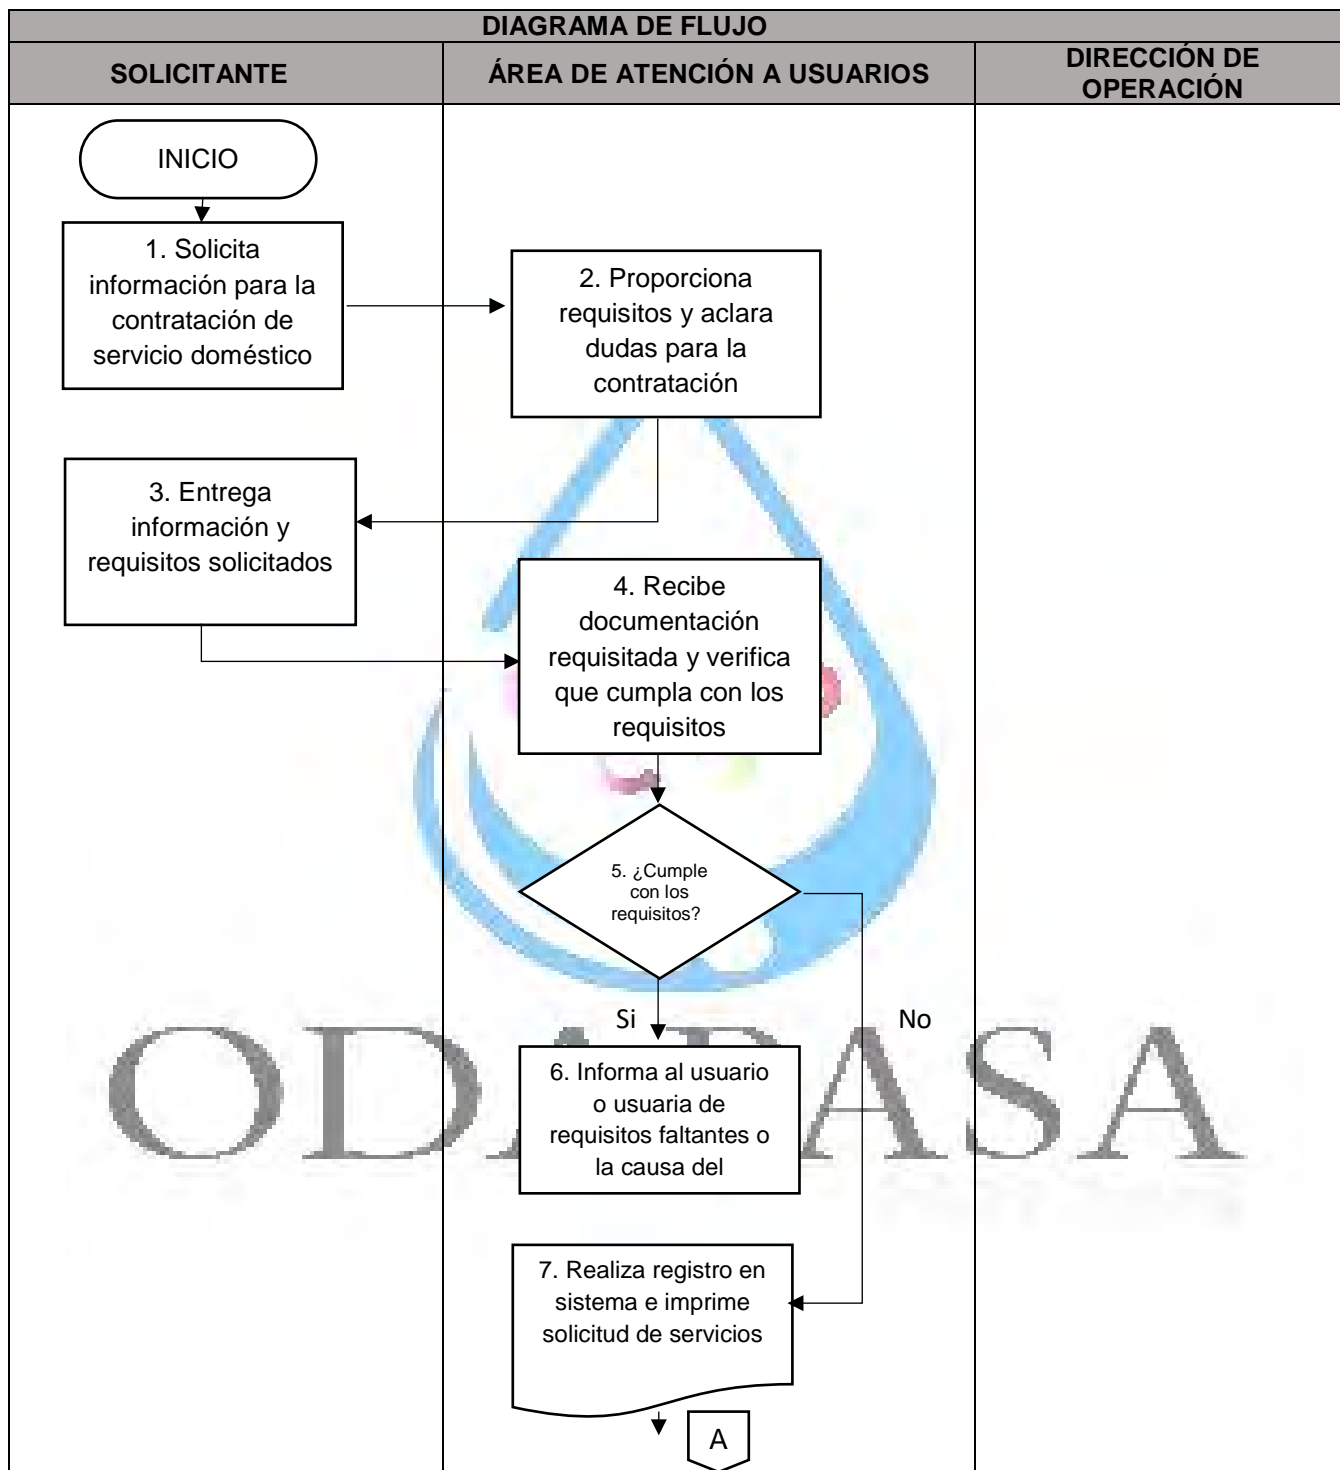 DIAGRAMA DE FLUJO
SOLICITANTE
ÁREA DE ATENCIÓN A USUARIOS
DIRECCIÓN DE
OPERACIÓN
INICIO
1. Solicita
información para la
contratación de
servicio doméstico
2. Proporciona
requisitos y aclara
dudas para la
contratación
3. Entrega
información y
requisitos solicitados
4. Recibe
documentación
requisitada y verifica
que cumpla con los
requisitos
5. ¿Cumple
con los
requisitos?
Si
No
6. Informa al usuario
o usuaria de
requisitos faltantes o
la causa del
ODAPASA
7. Realiza registro en
sistema e imprime
solicitud de servicios
A